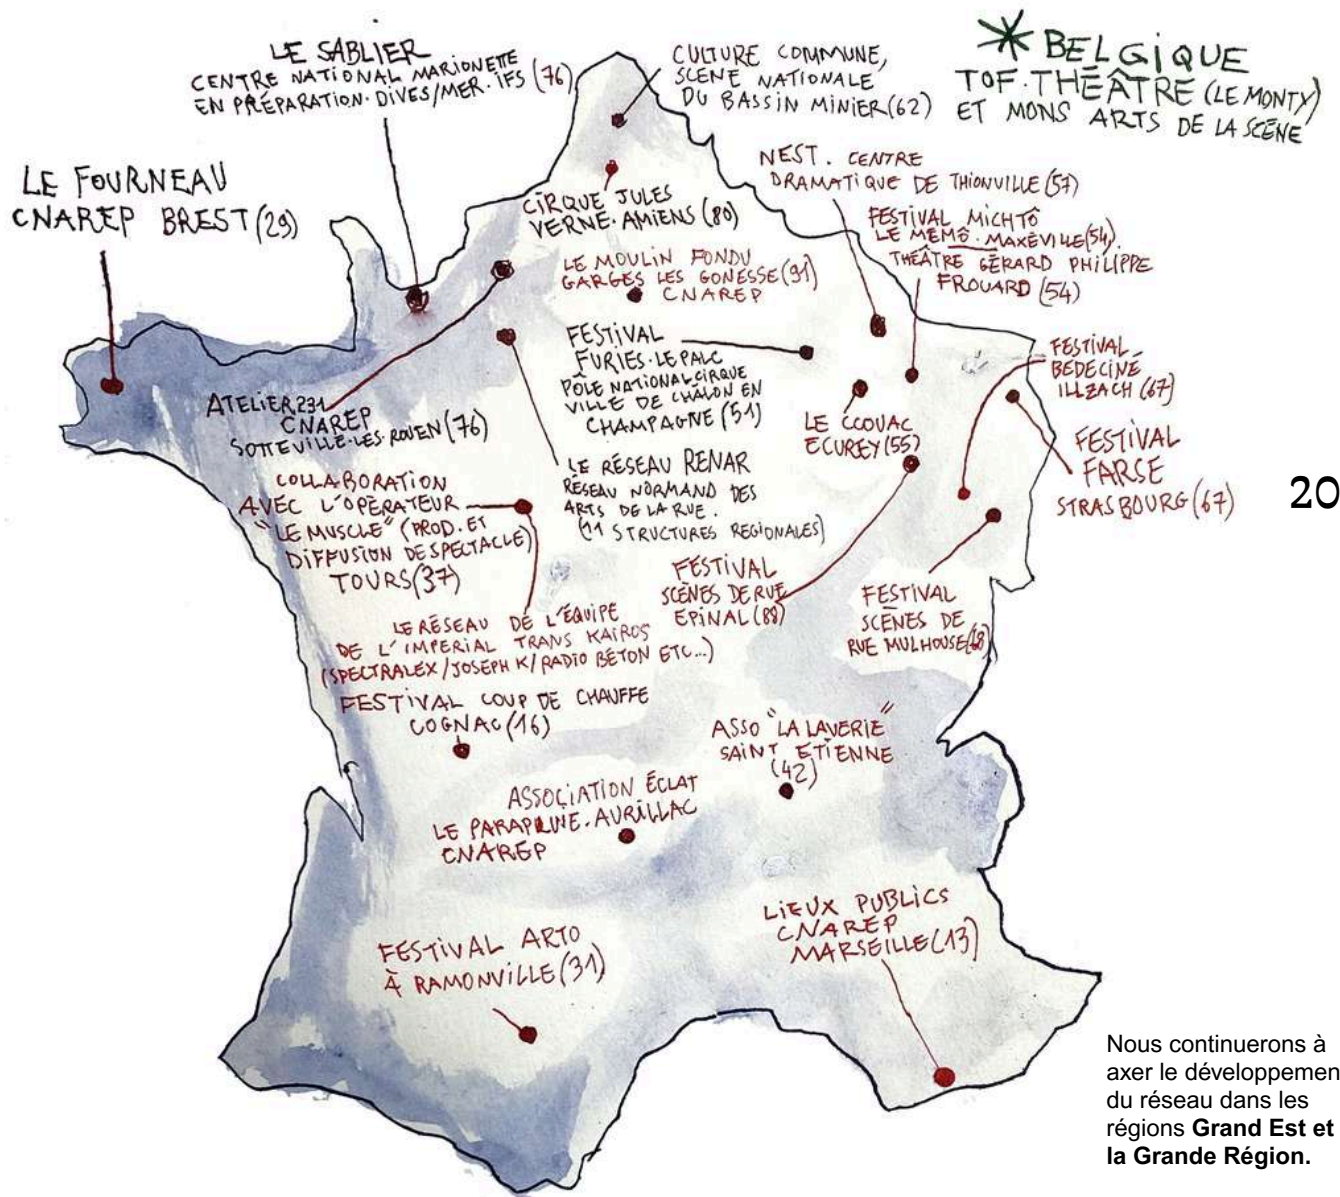 LE SABLIER
CENTRE NATIONAL MARIONETTE
EN PRÉPARATION. DIVES/MER. IFS (76)
CULTURE COMMUNE,
SCENE NATIONALE
DU BASSIN MINIER (62)
* BELGIQUE
TOF. THÉÂTRE (LE MONTY)
ET MONS ARTS DE LA SCÈNE
LE FOURNEAU
CNAREP BREST (29)
NEST. CENTRE
DRAMATIQUE DE THIONVILLE (57)
CIRQUE JULES
VERNE. AMIENS (80)
FESTIVAL MICHTÔ
LE MÉMÔ. MAXÉVILLE (54).
THÉÂTRE GÉRARD PHILIPPE
FROUARD (54)
LE MOULIN FONDU
GARGES LES GONESSE (91)
CNAREP
FESTIVAL
FURIES. LE PALC
PÔLE NATIONAL CIRQUE
VILLE DE CHALON EN
CHAMPAGNE (51)
FESTIVAL
BEDECINÉ
ILLZACH (67)
ATELIER 231
CNAREP
SOTTEVILLE-LES-ROUEN (76)
LE CCOUAC
ECUREY (55)
FESTIVAL
FARSE
STRASBOURG (67)
LE RÉSEAU RENAR
RÉSEAU NORMAND DES
ARTS DE LA RUE.
(11 STRUCTURES REGIONALES)
COLLABORATION
AVEC L'OPÉRATEUR
"LE MUSCLE" (PROD. ET
DIFFUSION DE SPECTACLE)
TOURS (37)
20
FESTIVAL
SCÈNES DE RUE
EPINAL (88)
FESTIVAL
SCÈNES DE
RUE MULHOUSE (68)
LE RÉSEAU DE L'ÉQUIPE
DE L'IMPERIAL TRANS KAIROS
(SPECTRALEX/JOSEPH K/RADIO BÉTON ETC...)
FESTIVAL COUP DE CHAUFFE
COGNAC (16)
ASSO "LA LAVERIE"
SAINT ETIENNE
(42)
ASSOCIATION ÉCLAT
LE PARAPLUIE. AURILLAC
CNAREP
LIEUX PUBLICS
CNAREP
MARSEILLE (13)
FESTIVAL ARTO
À RAMONVILLE (31)
Nous continuerons à
axer le développemen
du réseau dans les
régions Grand Est et
la Grande Région.